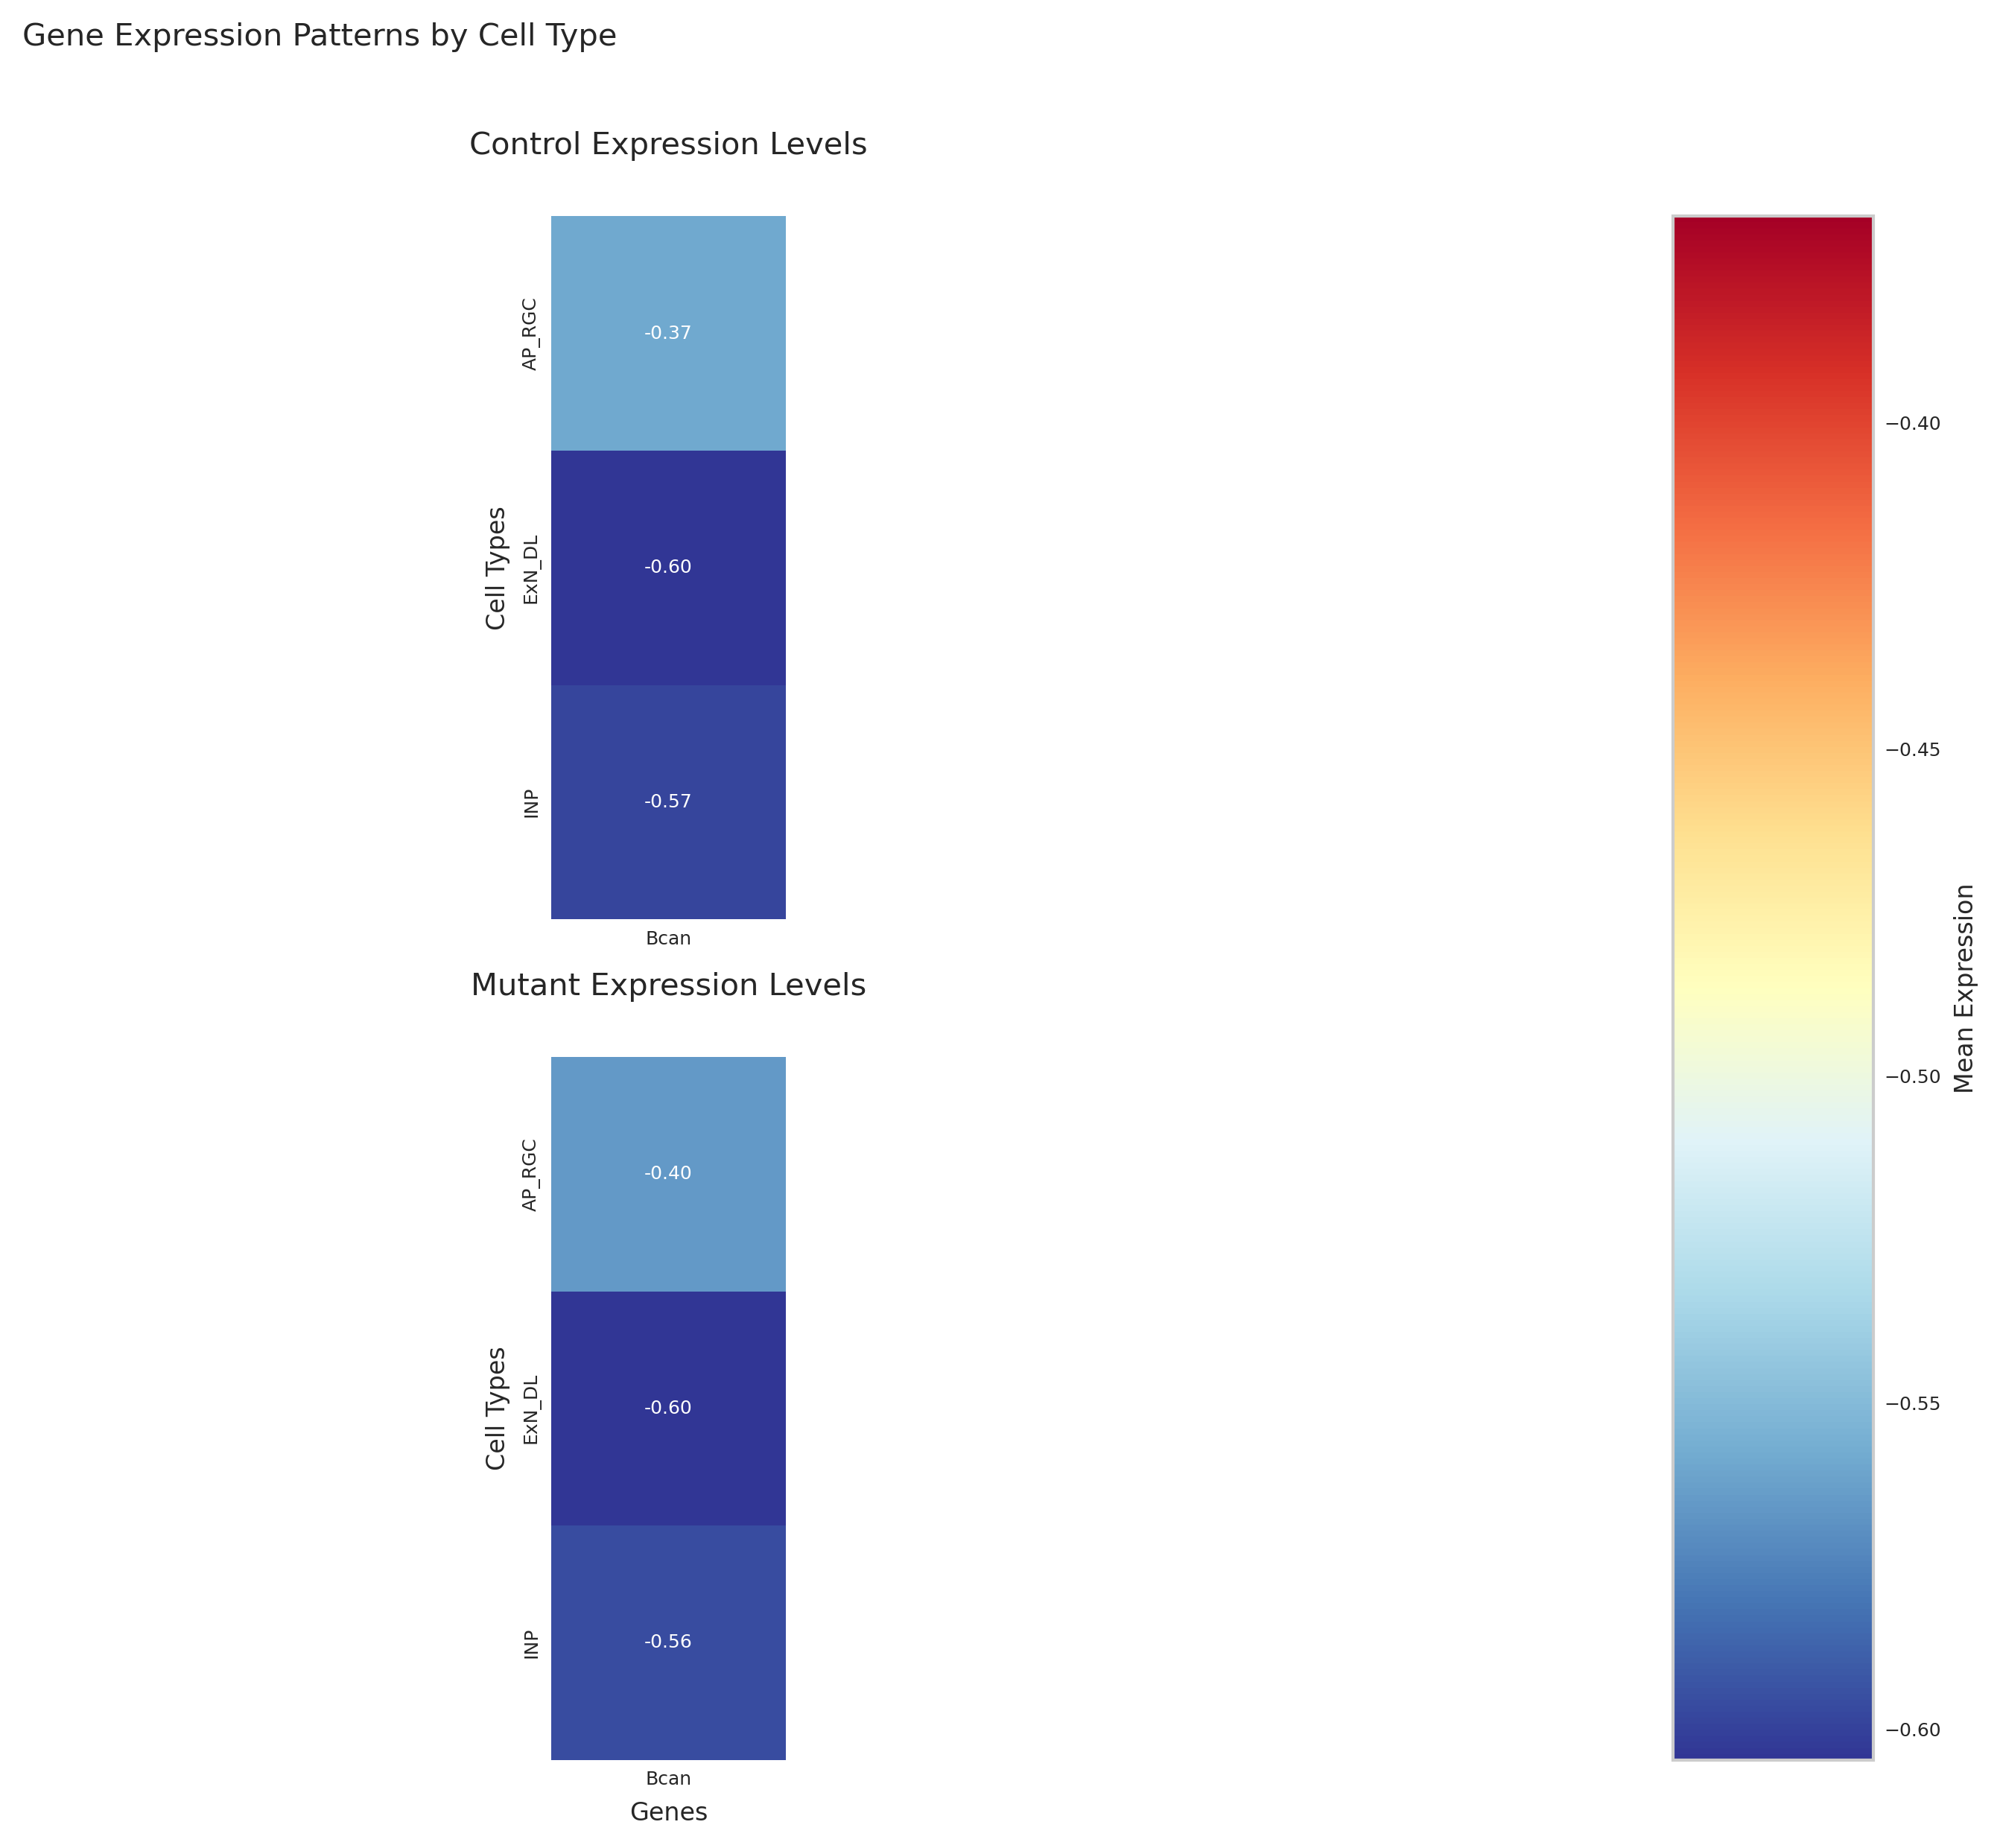 Gene Expression Patterns by Cell Type
Control Expression Levels
Cell Types
AP_RGC
-0.37
ExN_DL
-0.60
INP
-0.57
Bcan
Mutant Expression Levels
Cell Types
AP_RGC
-0.40
ExN_DL
-0.60
INP
-0.56
Bcan
Genes
−0.40
−0.45
−0.50
−0.55
−0.60
Mean Expression